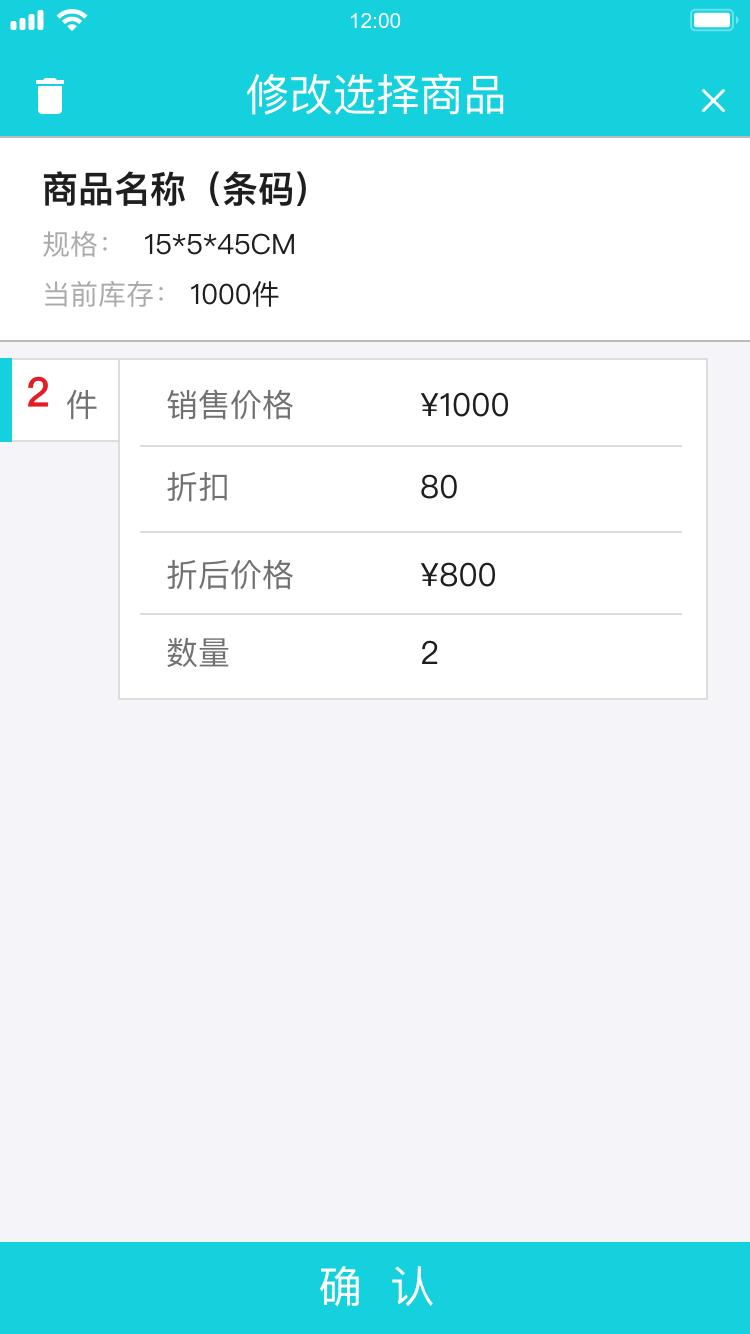 12:00
修改选择商品
商品名称（条码）
规格： 15*5*45CM
当前库存： 1000件
2 件
销售价格 ¥1000
折扣 80
折后价格 ¥800
数量 2
确 认